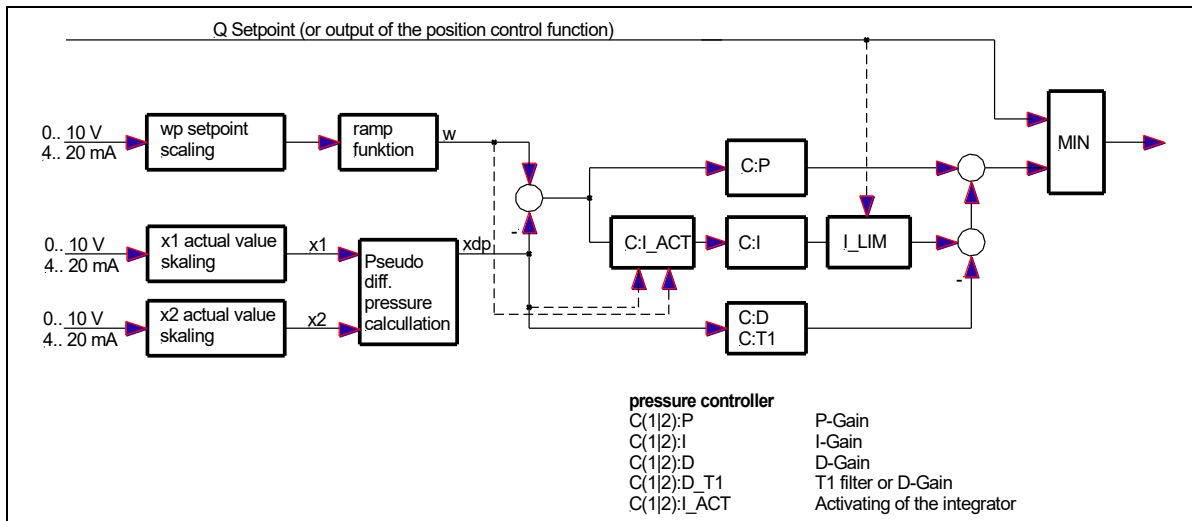 Q Setpoint (or output of the position control function)
0.. 10 V
4.. 20 mA
wp setpoint
scaling
ramp
funktion
w
MIN
C:P
-
0.. 10 V
4.. 20 mA
x1 actual value
skaling
x1
Pseudo
diff.
pressure
calcullation
xdp
C:I_ACT
C:I
I_LIM
-
0.. 10 V
4.. 20 mA
x2 actual value
skaling
x2
C:D
C:T1
pressure controller
C(1|2):P P-Gain
C(1|2):I I-Gain
C(1|2):D D-Gain
C(1|2):D_T1 T1 filter or D-Gain
C(1|2):I_ACT Activating of the integrator